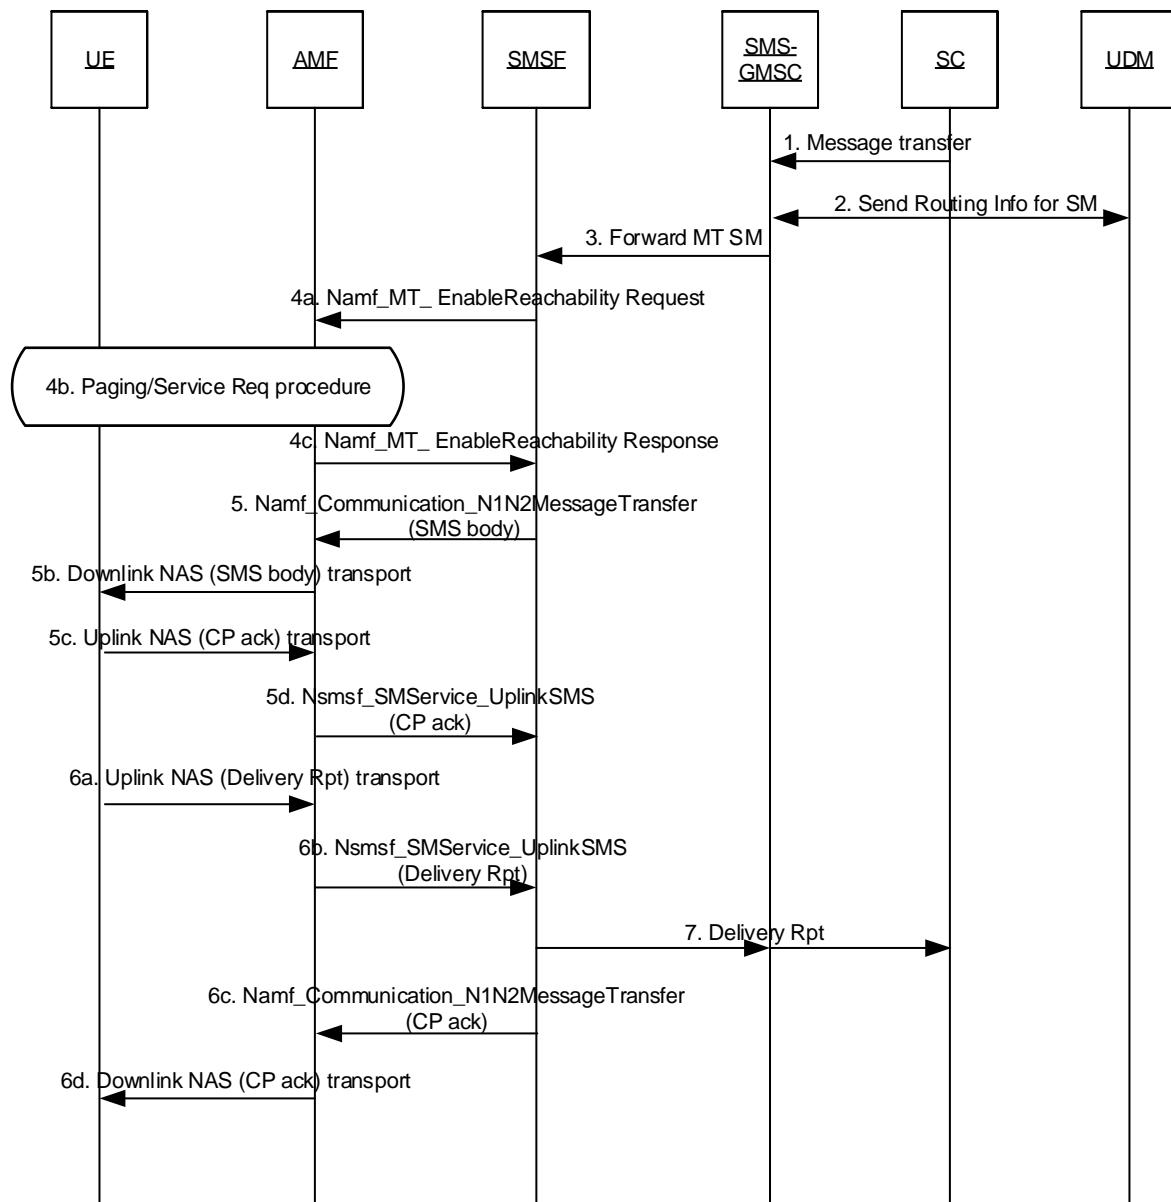 UE
AMF
SMSF
SMS-
GMSC
SC
UDM
1. Message transfer
2. Send Routing Info for SM
3. Forward MT SM
4a. Namf_MT_ EnableReachability Request
4b. Paging/Service Req procedure
4c. Namf_MT_ EnableReachability Response
5. Namf_Communication_N1N2MessageTransfer
(SMS body)
5b. Downlink NAS (SMS body) transport
5c. Uplink NAS (CP ack) transport
5d. Nsmsf_SMService_UplinkSMS
(CP ack)
6a. Uplink NAS (Delivery Rpt) transport
6b. Nsmsf_SMService_UplinkSMS
(Delivery Rpt)
7. Delivery Rpt
6c. Namf_Communication_N1N2MessageTransfer
(CP ack)
6d. Downlink NAS (CP ack) transport